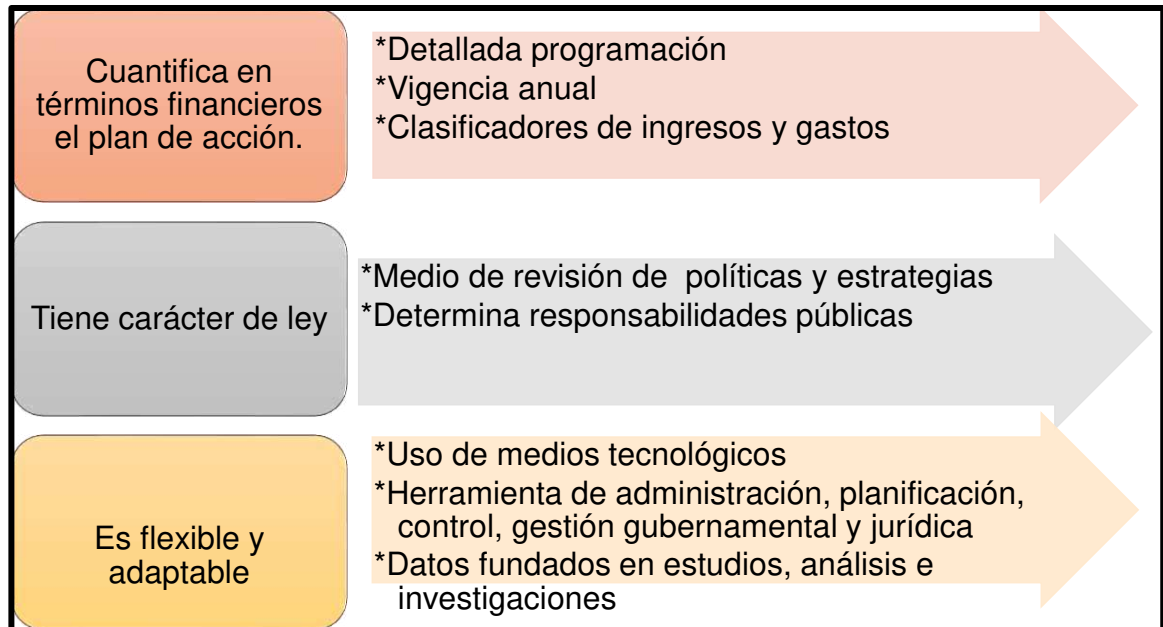 Cuantifica en
términos financieros
el plan de acción.
*Detallada programación
*Vigencia anual
*Clasificadores de ingresos y gastos
Tiene carácter de ley
*Medio de revisión de políticas y estrategias
*Determina responsabilidades públicas
Es flexible y
adaptable
*Uso de medios tecnológicos
*Herramienta de administración, planificación,
control, gestión gubernamental y jurídica
*Datos fundados en estudios, análisis e
investigaciones